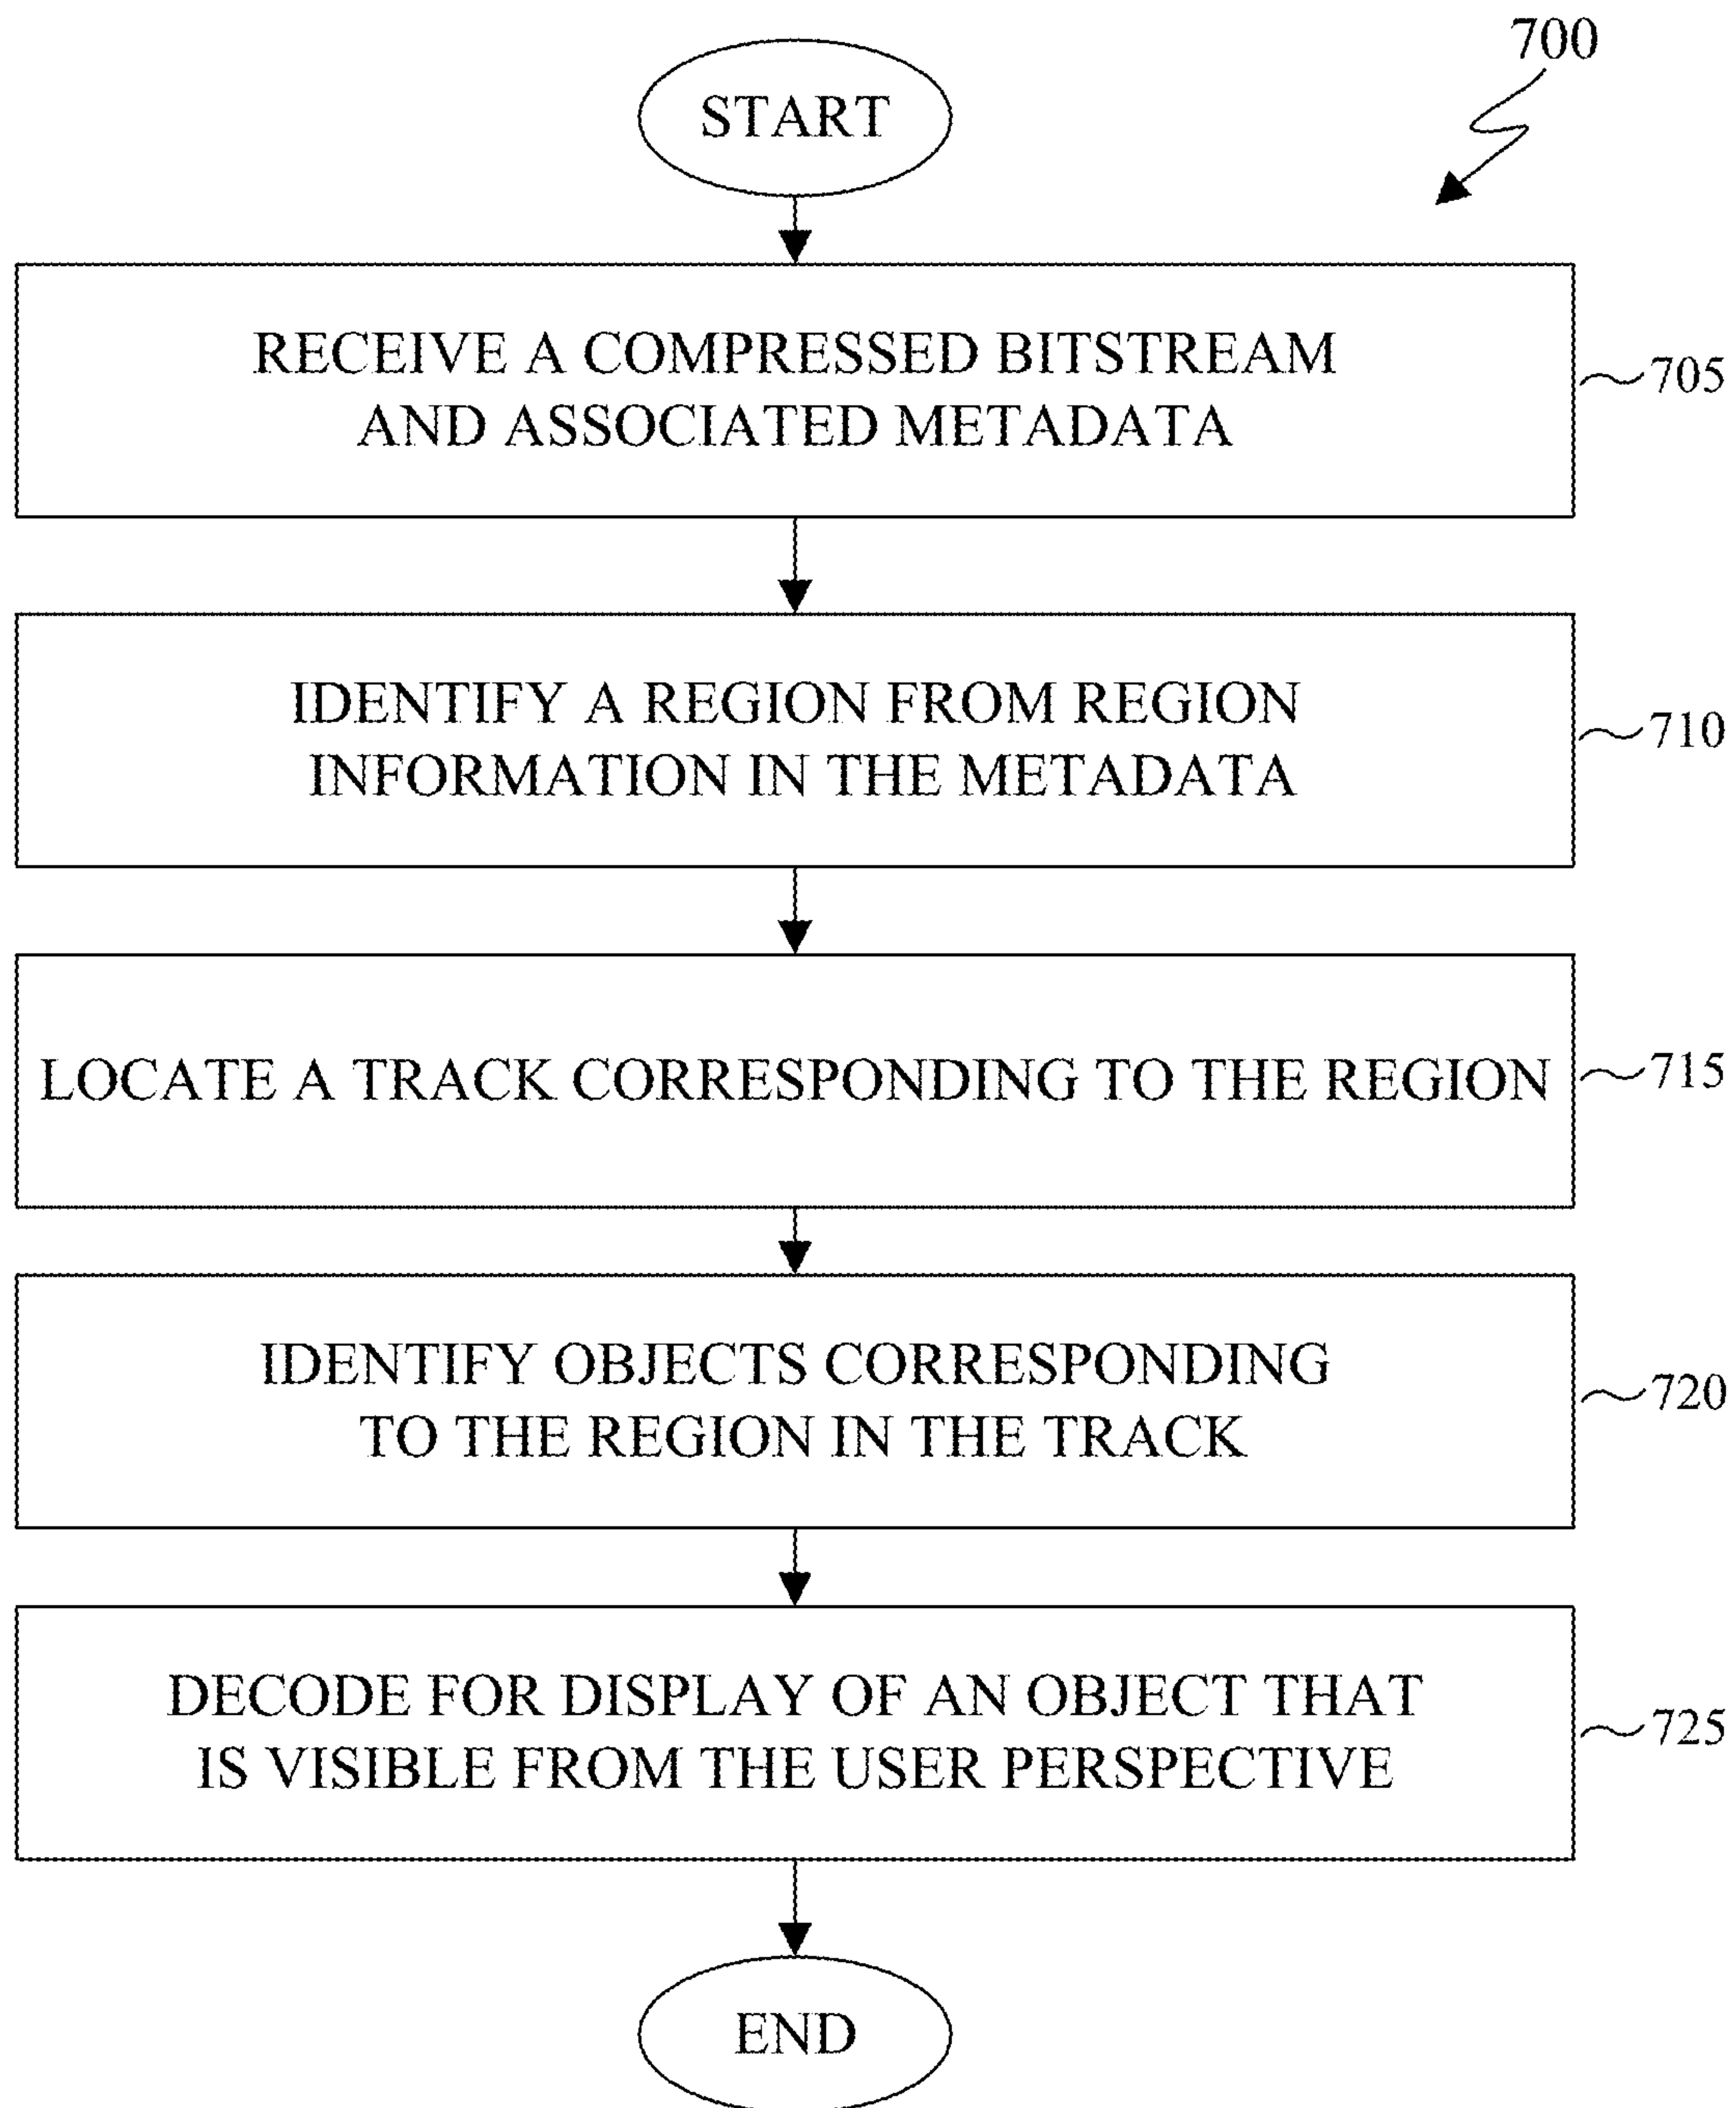 700
START
RECEIVE A COMPRESSED BITSTREAM
AND ASSOCIATED METADATA
705
IDENTIFY A REGION FROM REGION
INFORMATION IN THE METADATA
710
LOCATE A TRACK CORRESPONDING TO THE REGION
715
IDENTIFY OBJECTS CORRESPONDING
TO THE REGION IN THE TRACK
720
DECODE FOR DISPLAY OF AN OBJECT THAT
IS VISIBLE FROM THE USER PERSPECTIVE
725
END